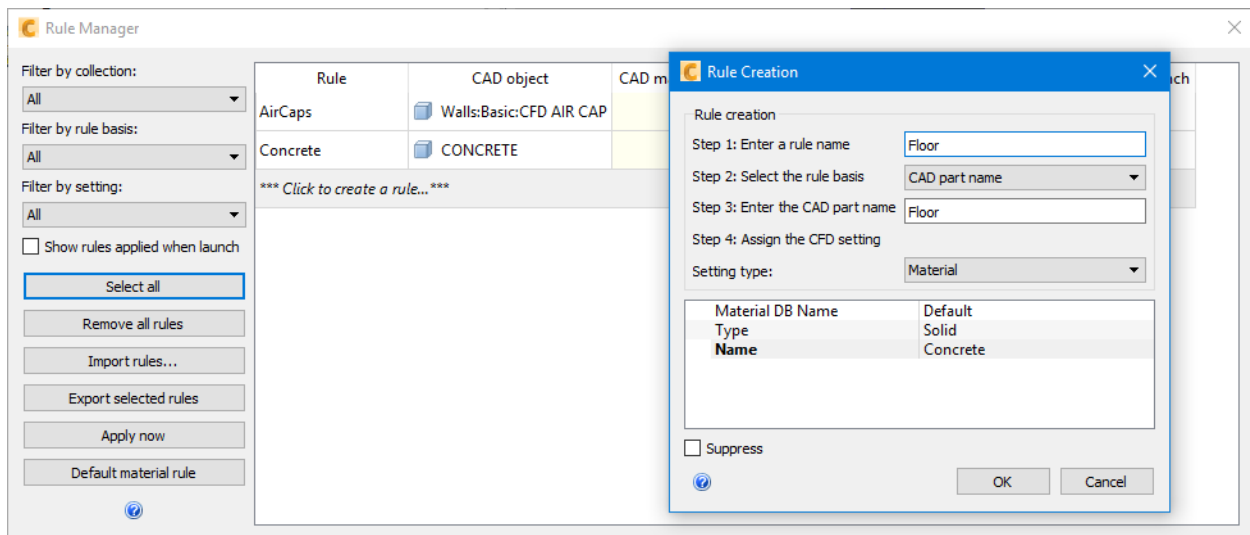 Rule Manager
Filter by collection:
All
Filter by rule basis:
All
Filter by setting:
All
Show rules applied when launch
Select all
Remove all rules
Import rules...
Export selected rules
Apply now
Default material rule
Rule CAD object CAD m
AirCaps Walls:Basic:CFD AIR CAP
Concrete CONCRETE
*** Click to create a rule...***
Rule Creation
Rule creation
Step 1: Enter a rule name Floor
Step 2: Select the rule basis CAD part name
Step 3: Enter the CAD part name Floor
Step 4: Assign the CFD setting
Setting type: Material
Material DB Name Default
Type Solid
Name Concrete
Suppress
OK Cancel